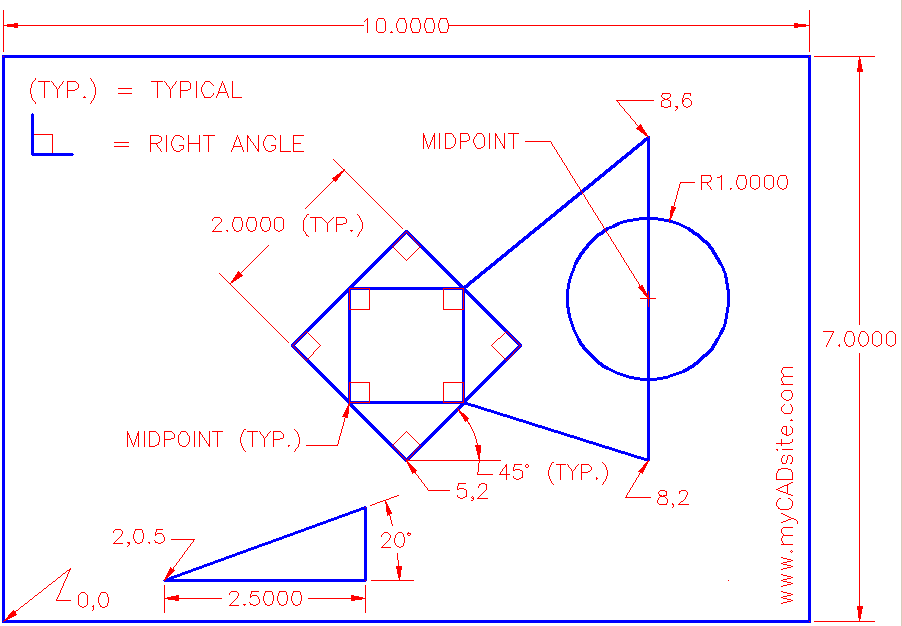 10.0000
(TYP.) = TYPICAL
8,6
MIDPOINT
= RIGHT ANGLE
R1.0000
2.0000 (TYP.)
7.0000
MIDPOINT (TYP.)
45° (TYP.)
5,2
8,2
2,0.5
20°
0,0
2.5000
www.myCADsite.com